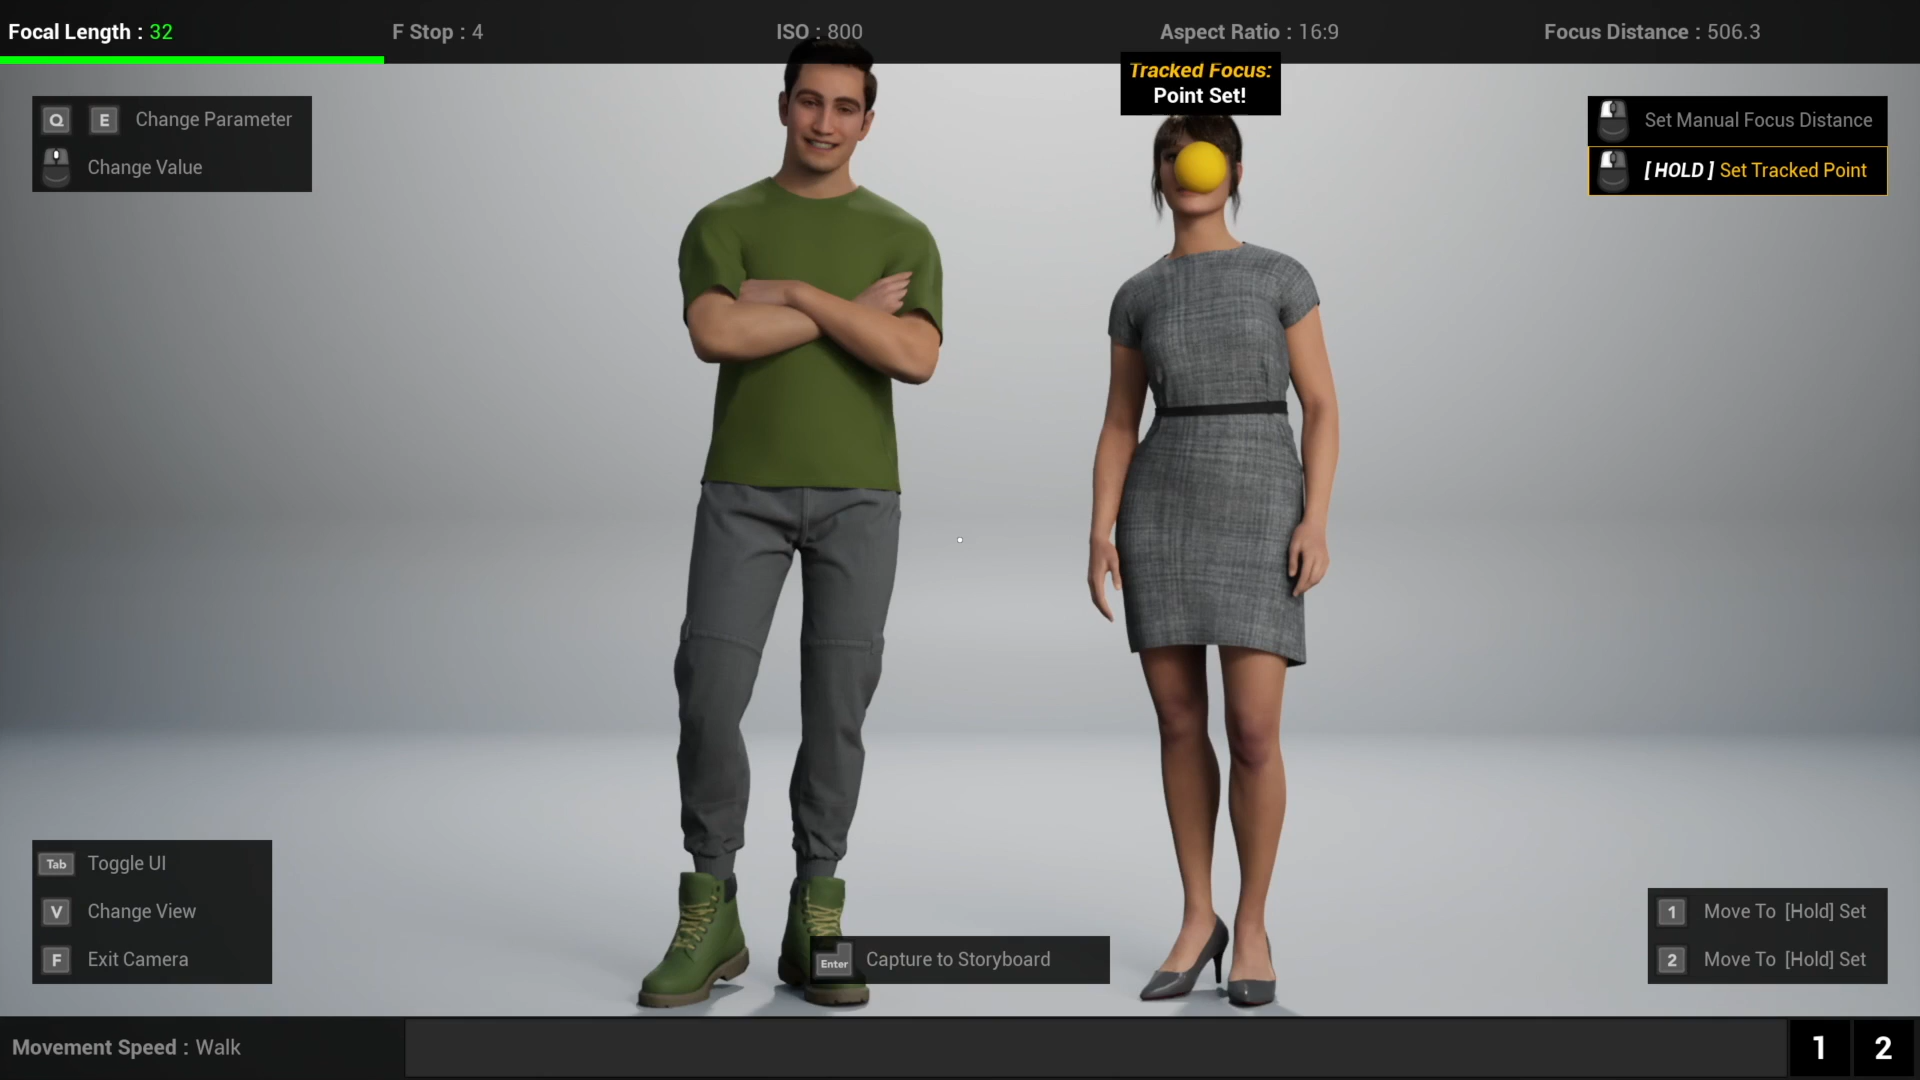 Focal Length : 32
F Stop : 4
ISO : 800
Aspect Ratio : 16:9
Focus Distance : 506.3
Tracked Focus:
Point Set!
Q E Change Parameter
Change Value
Set Manual Focus Distance
[ HOLD ] Set Tracked Point
Tab Toggle UI
V Change View
F Exit Camera
Enter Capture to Storyboard
1 Move To [Hold] Set
2 Move To [Hold] Set
Movement Speed : Walk
1 2